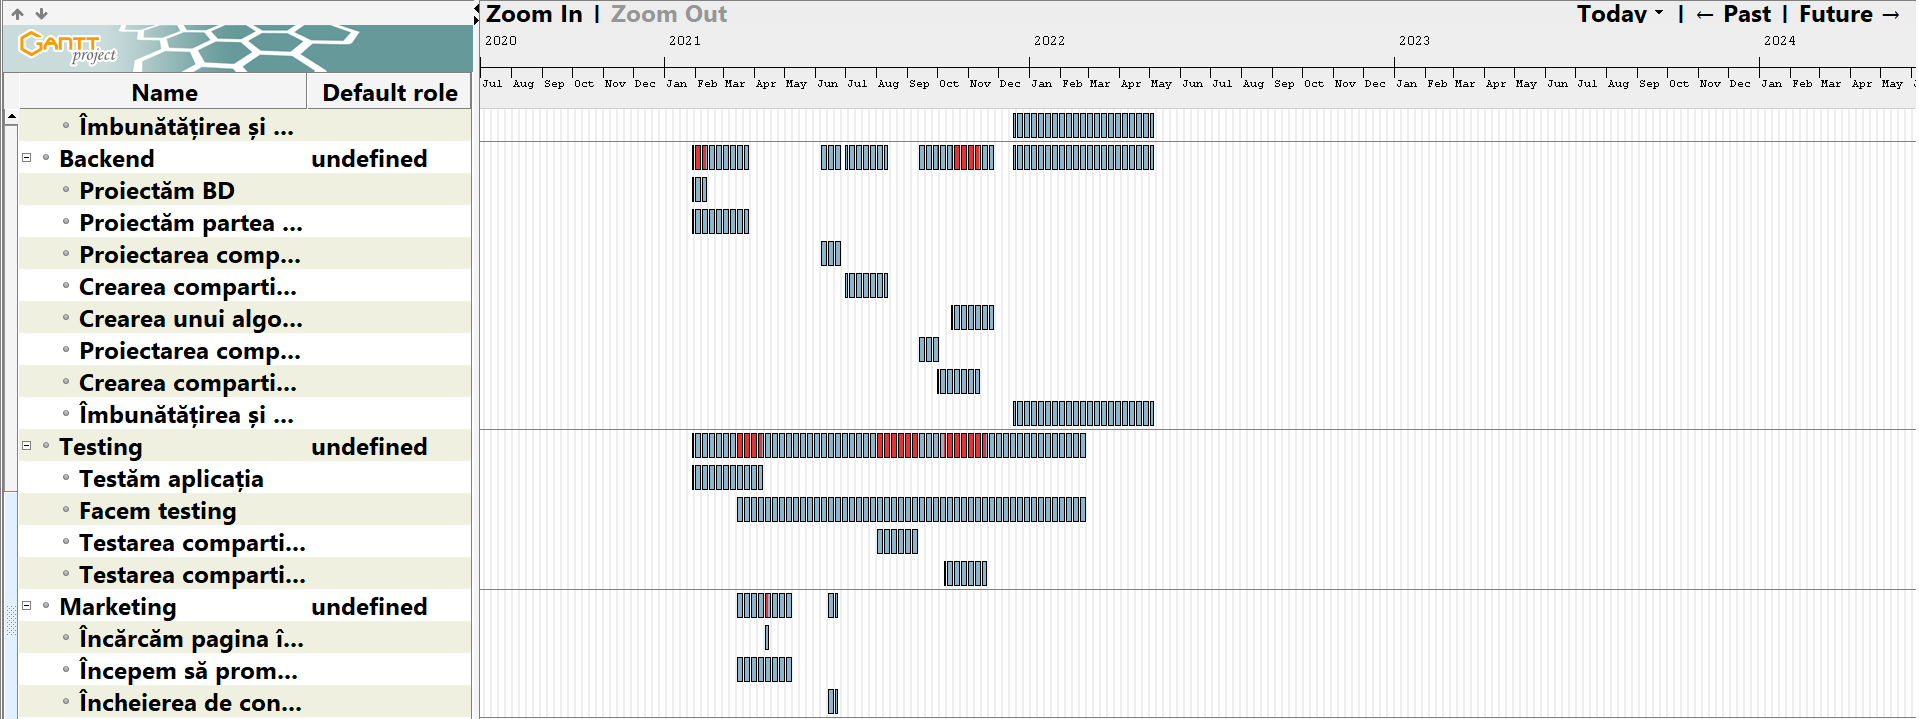 Zoom In | Zoom Out
Today | ← Past | Future →
GANTT project
2020 2021 2022 2023 2024
Jul Aug Sep Oct Nov Dec Jan Feb Mar Apr May Jun Jul Aug Sep Oct Nov Dec Jan Feb Mar Apr May Jun Jul Aug Sep Oct Nov Dec Jan Feb Mar Apr May Jun Jul Aug Sep Oct Nov Dec Jan Feb Mar Apr May
Name Default role
Îmbunătățirea și ...
Backend undefined
Proiectăm BD
Proiectăm partea ...
Proiectarea comp...
Crearea comparti...
Crearea unui algo...
Proiectarea comp...
Crearea comparti...
Îmbunătățirea și ...
Testing undefined
Testăm aplicația
Facem testing
Testarea comparti...
Testarea comparti...
Marketing undefined
Încărcăm pagina î...
Începem să prom...
Încheierea de con...